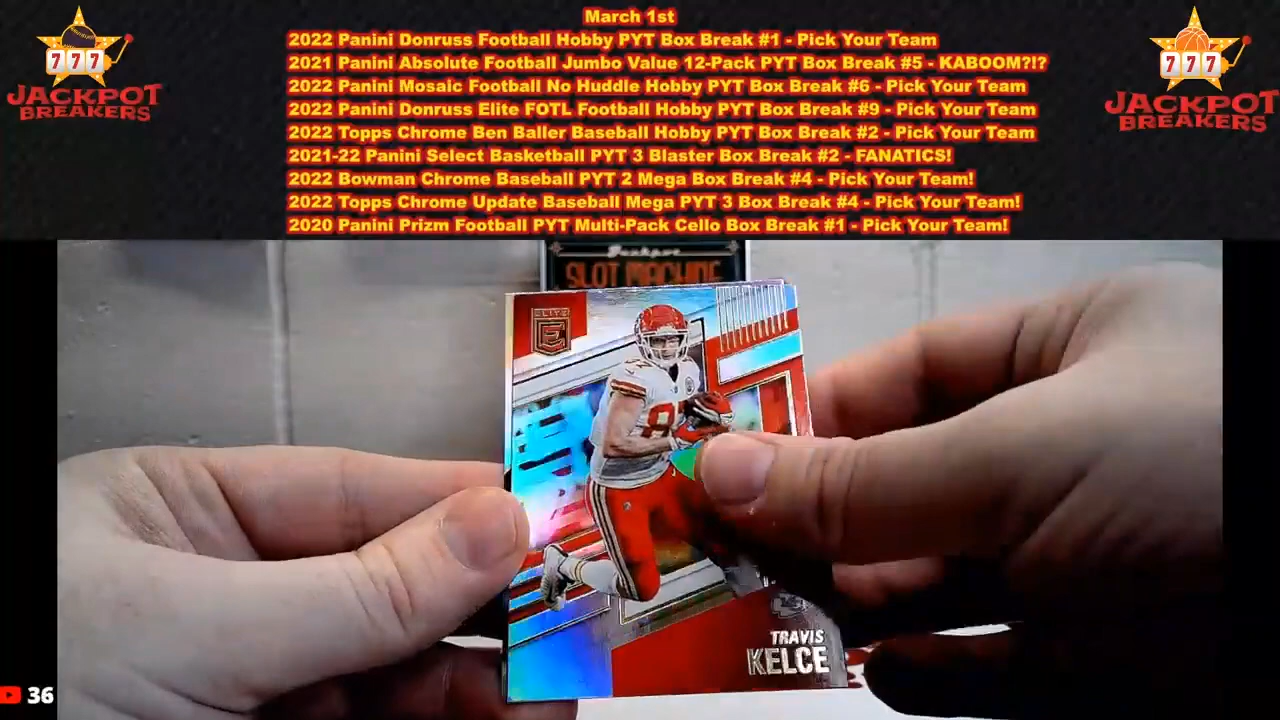 March 1st
2022 Panini Donruss Football Hobby PYT Box Break #1 - Pick Your Team
2021 Panini Absolute Football Jumbo Value 12-Pack PYT Box Break #5 - KABOOM?!?
2022 Panini Mosaic Football No Huddle Hobby PYT Box Break #6 - Pick Your Team
2022 Panini Donruss Elite FOTL Football Hobby PYT Box Break #9 - Pick Your Team
2022 Topps Chrome Ben Baller Baseball Hobby PYT Box Break #2 - Pick Your Team
2021-22 Panini Select Basketball PYT 3 Blaster Box Break #2 - FANATICS!
2022 Bowman Chrome Baseball PYT 2 Mega Box Break #4 - Pick Your Team!
2022 Topps Chrome Update Baseball Mega PYT 3 Box Break #4 - Pick Your Team!
2020 Panini Prizm Football PYT Multi-Pack Cello Box Break #1 - Pick Your Team!
777
JACKPOT
BREAKERS
777
JACKPOT
BREAKERS
Jackpot
SLOT MACHINE
ELITE
E
87
TRAVIS
KELCE
36